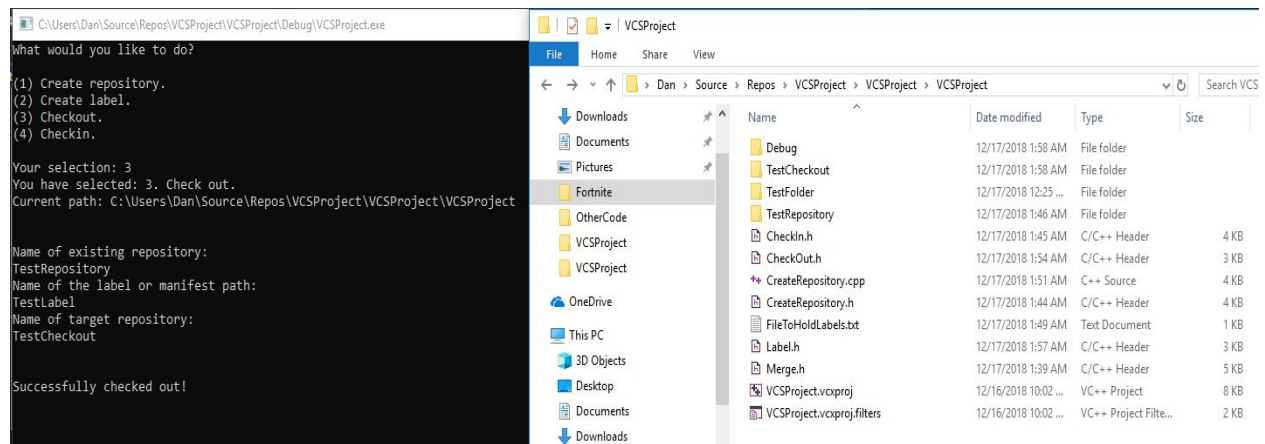 C:\Users\Dan\Source\Repos\VCSProject\VCSProject\Debug\VCSProject.exe
What would you like to do?
(1) Create repository.
(2) Create label.
(3) Checkout.
(4) Checkin.
Your selection: 3
You have selected: 3. Check out.
Current path: C:\Users\Dan\Source\Repos\VCSProject\VCSProject\VCSProject
Name of existing repository:
TestRepository
Name of the label or manifest path:
TestLabel
Name of target repository:
TestCheckout
Successfully checked out!
VCSProject
File Home Share View
Dan › Source › Repos › VCSProject › VCSProject › VCSProject
Search VCS
Downloads
Documents
Pictures
Fortnite
OtherCode
VCSProject
VCSProject
OneDrive
This PC
3D Objects
Desktop
Documents
Downloads
Name Date modified Type Size
Debug 12/17/2018 1:58 AM File folder
TestCheckout 12/17/2018 1:58 AM File folder
TestFolder 12/17/2018 12:25 ... File folder
TestRepository 12/17/2018 1:46 AM File folder
CheckIn.h 12/17/2018 1:45 AM C/C++ Header 4 KB
CheckOut.h 12/17/2018 1:54 AM C/C++ Header 3 KB
CreateRepository.cpp 12/17/2018 1:51 AM C++ Source 4 KB
CreateRepository.h 12/17/2018 1:44 AM C/C++ Header 4 KB
FileToHoldLabels.txt 12/17/2018 1:49 AM Text Document 1 KB
Label.h 12/17/2018 1:57 AM C/C++ Header 3 KB
Merge.h 12/17/2018 1:39 AM C/C++ Header 5 KB
VCSProject.vcxproj 12/16/2018 10:02 ... VC++ Project 8 KB
VCSProject.vcxproj.filters 12/16/2018 10:02 ... VC++ Project Filte... 2 KB